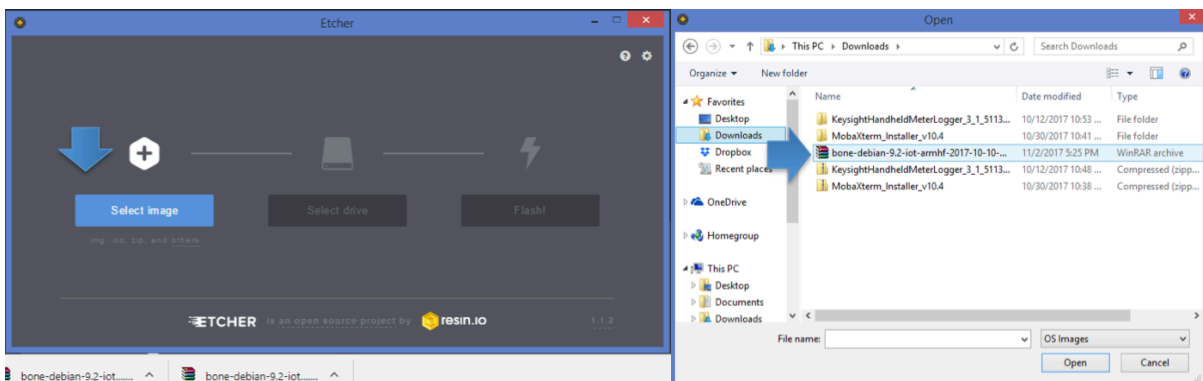 Etcher
Select image
Select drive
Flash!
img, iso, zip, and others
ETCHER is an open source project by resin.io
1.1.2
bone-debian-9.2-iot.......
bone-debian-9.2-iot.......
Open
This PC
Downloads
Search Downloads
Organize
New folder
Favorites
Desktop
Downloads
Dropbox
Recent places
OneDrive
Homegroup
This PC
Desktop
Documents
Downloads
Name Date modified Type
KeysightHandheldMeterLogger_3_1_5113... 10/12/2017 10:53 ... File folder
MobaXterm_Installer_v10.4 10/30/2017 10:41 ... File folder
bone-debian-9.2-iot-armhf-2017-10-10-... 11/2/2017 5:25 PM WinRAR archive
KeysightHandheldMeterLogger_3_1_5113... 10/12/2017 10:48 ... Compressed (zipp...
MobaXterm_Installer_v10.4 10/30/2017 10:38 ... Compressed (zipp...
File name:
OS Images
Open
Cancel